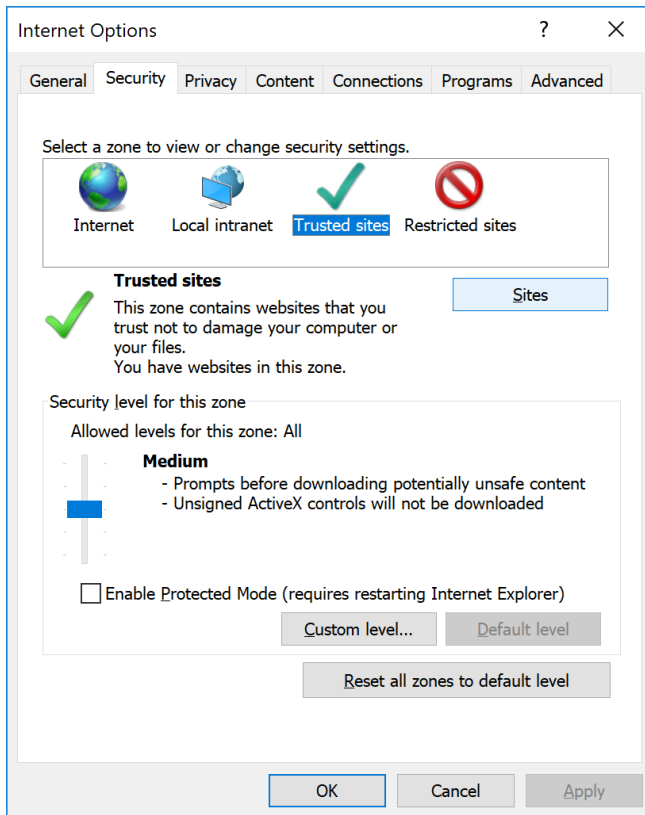 Internet Options ? ×
General Security Privacy Content Connections Programs Advanced
Select a zone to view or change security settings.
Internet Local intranet Trusted sites Restricted sites
Trusted sites
Sites
This zone contains websites that you
trust not to damage your computer or
your files.
You have websites in this zone.
Security level for this zone
Allowed levels for this zone: All
Medium
- Prompts before downloading potentially unsafe content
- Unsigned ActiveX controls will not be downloaded
Enable Protected Mode (requires restarting Internet Explorer)
Custom level... Default level
Reset all zones to default level
OK Cancel Apply